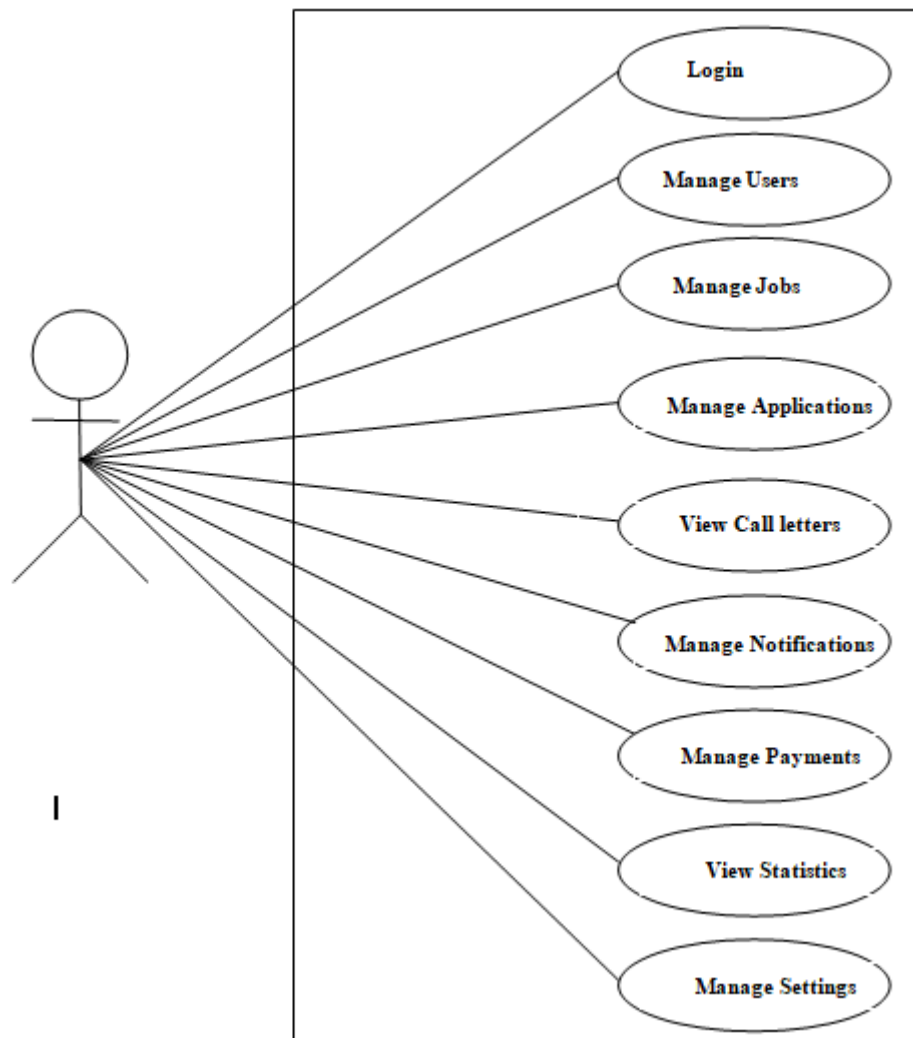 Login
Manage Users
Manage Jobs
Manage Applications
View Call letters
Manage Notifications
Manage Payments
View Statistics
Manage Settings